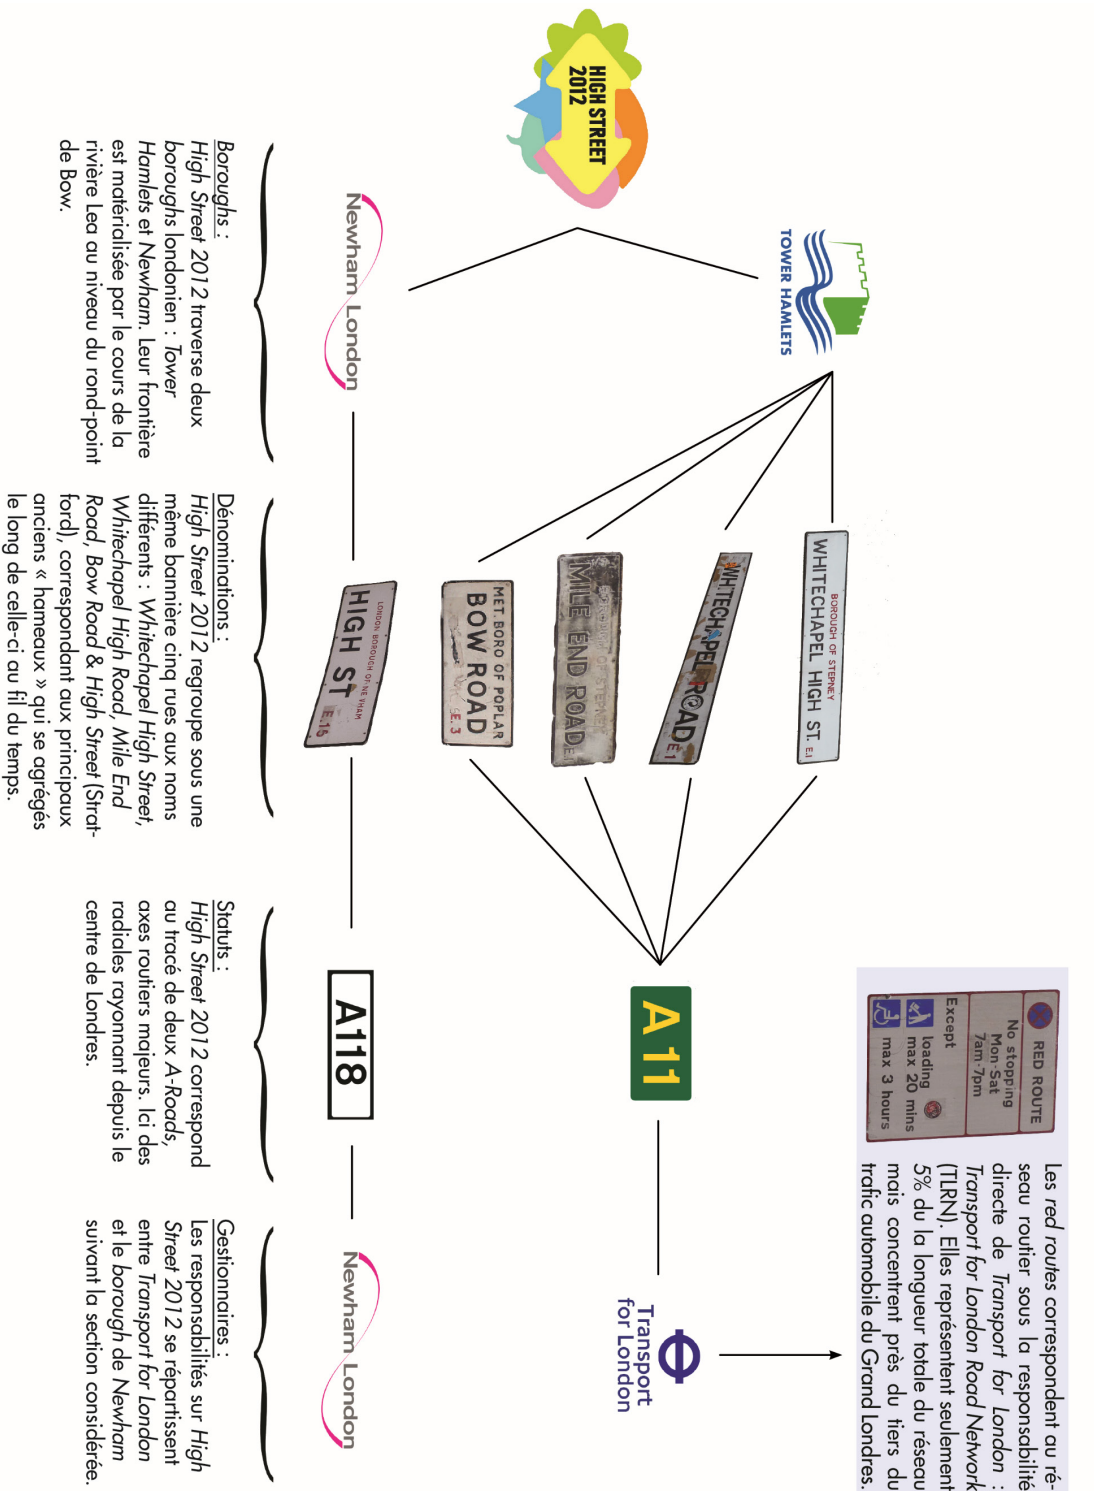 HIGH STREET
2012
TOWER HAMLETS
Newham London
BOROUGH OF STEPNEY
WHITECHAPEL HIGH ST. E.1
WHITECHAPEL ROAD E1
BOROUGH OF STEPNEY
MILE END ROAD E.1
MET. BORO OF POPLAR
BOW ROAD
E.3
LONDON BOROUGH OF NEWHAM
HIGH ST E.15
A 11
A118
Transport
for London
Newham London
RED ROUTE
No stopping
Mon-Sat
7am-7pm
Except
loading
max 20 mins
max 3 hours
Les red routes correspondent au ré-
seau routier sous la responsabilité
directe de Transport for London :
Transport for London Road Network
(TLRN). Elles représentent seulement
5% du la longueur totale du réseau
mais concentrent près du tiers du
trafic automobile du Grand Londres.
Boroughs :
High Street 2012 traverse deux
boroughs londonien : Tower
Hamlets et Newham. Leur frontière
est matérialisée par le cours de la
rivière Lea au niveau du rond-point
de Bow.
Dénominations :
High Street 2012 regroupe sous une
même bannière cinq rues aux noms
différents : Whitechapel High Street,
Whitechapel High Road, Mile End
Road, Bow Road & High Street (Strat-
ford), correspondant aux principaux
anciens « hameaux » qui se agrégés
le long de celle-ci au fil du temps.
Statuts :
High Street 2012 correspond
au tracé de deux A-Roads,
axes routiers majeurs. Ici des
radiales rayonnant depuis le
centre de Londres.
Gestionnaires :
Les responsabilités sur High
Street 2012 se répartissent
entre Transport for London
et le borough de Newham
suivant la section considérée.